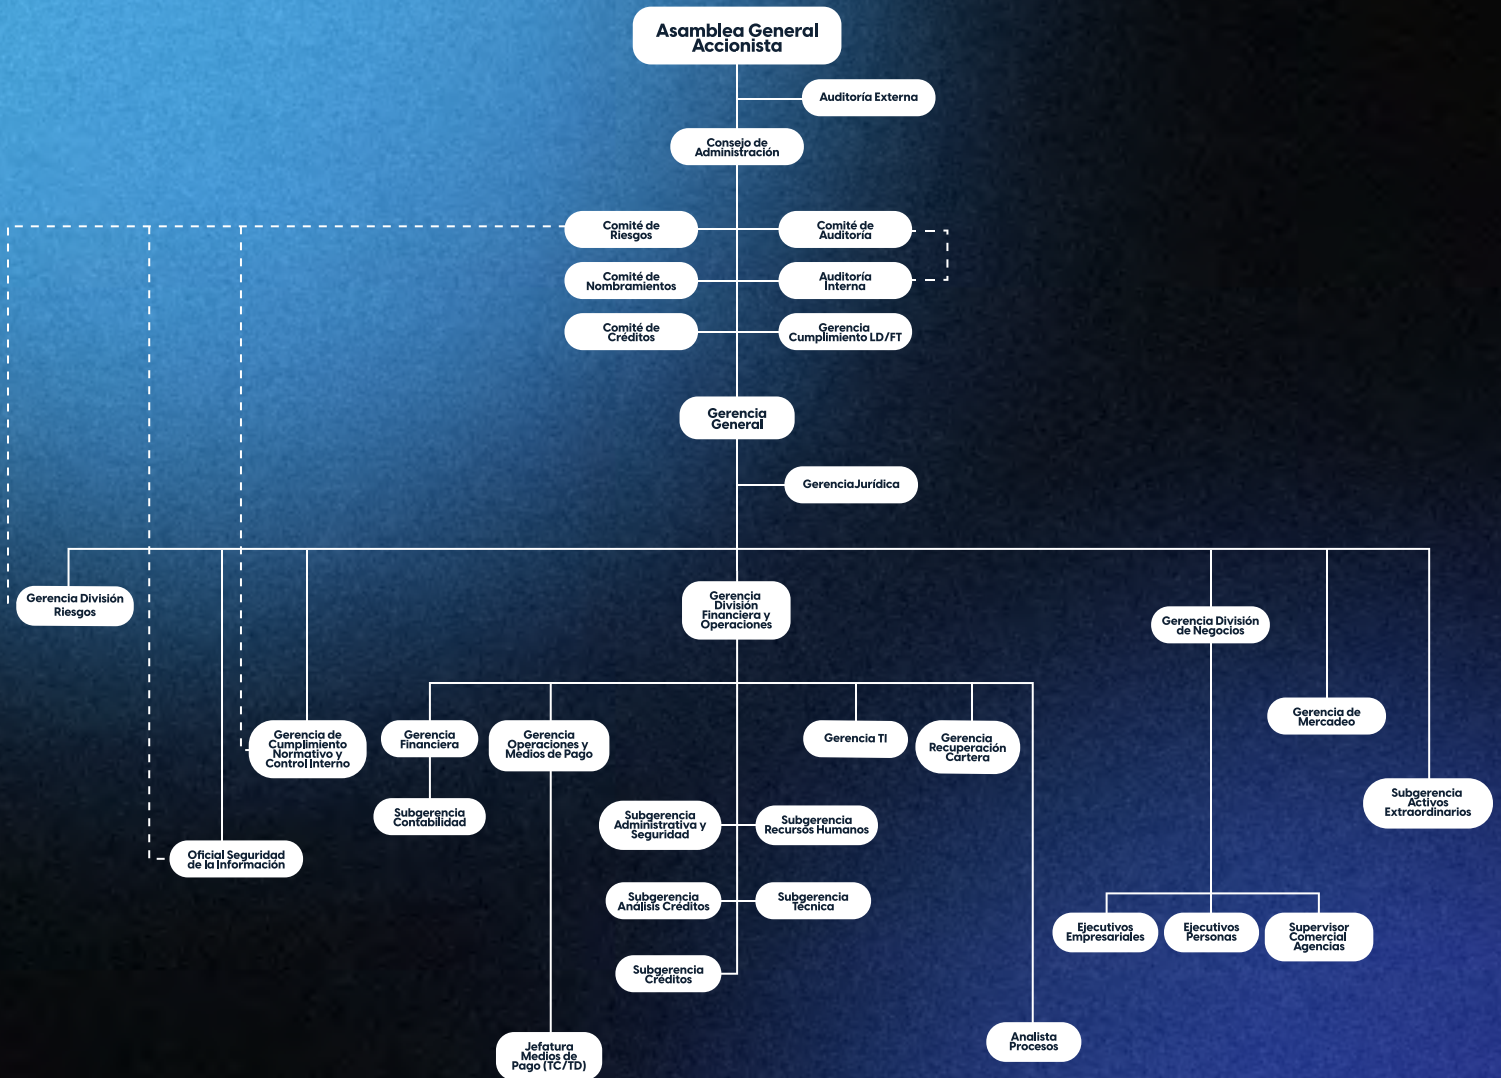 Asamblea General
Accionista
Auditoría Externa
Consejo de
Administración
Comité de
Riesgos
Comité de
Auditoría
Comité de
Nombramientos
Auditoría
Interna
Comité de
Créditos
Gerencia
Cumplimiento LD/FT
Gerencia
General
GerenciaJurídica
Gerencia División
Riesgos
Gerencia
División
Financiera y
Operaciones
Gerencia División
de Negocios
Gerencia de
Mercadeo
Gerencia de
Cumplimiento
Normativo y
Control Interno
Gerencia
Financiera
Gerencia
Operaciones y
Medios de Pago
Gerencia TI
Gerencia
Recuperación
Cartera
Subgerencia
Activos
Extraordinarios
Subgerencia
Contabilidad
Subgerencia
Administrativa y
Seguridad
Subgerencia
Recursos Humanos
Oficial Seguridad
de la Información
Subgerencia
Análisis Créditos
Subgerencia
Técnica
Ejecutivos
Empresariales
Ejecutivos
Personas
Supervisor
Comercial
Agencias
Subgerencia
Créditos
Jefatura
Medios de
Pago (TC/TD)
Analista
Procesos